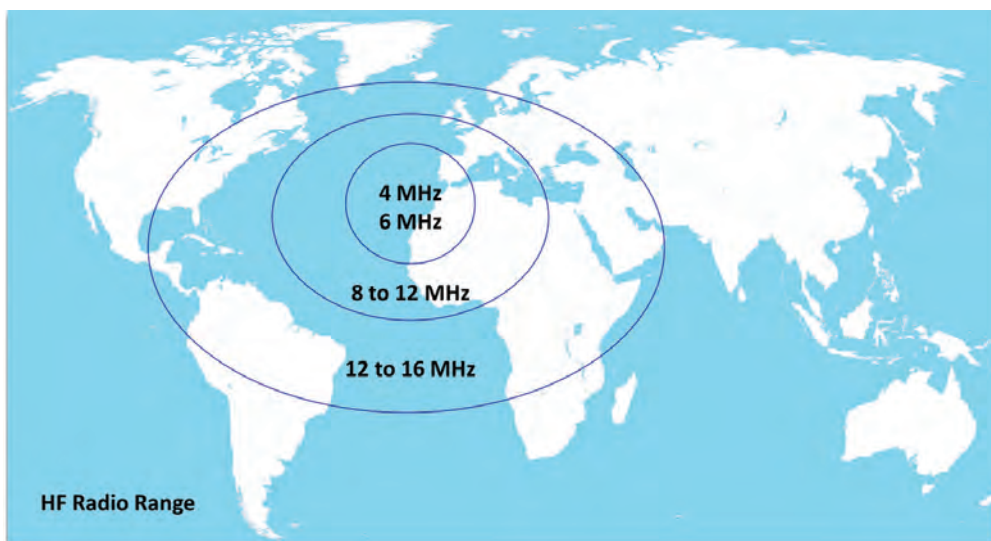 4 MHz
6 MHz
8 to 12 MHz
12 to 16 MHz
HF Radio Range